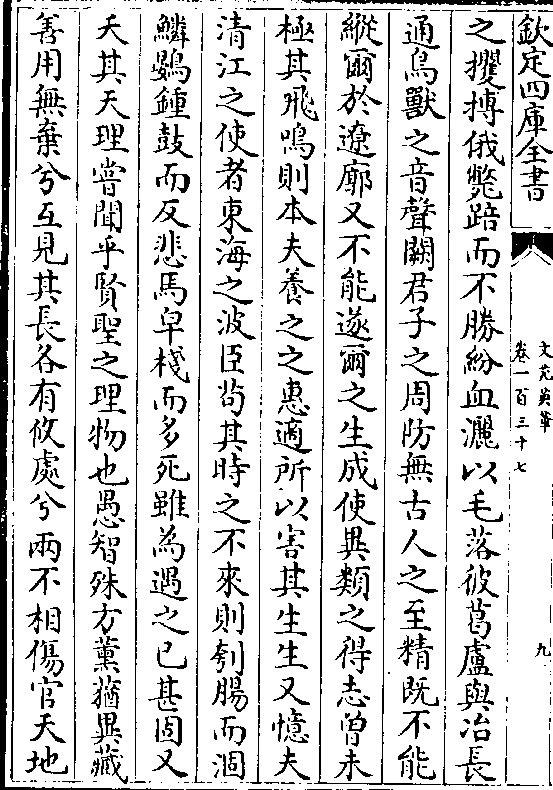 欽定四庫全書
文苑英華
卷一百三十七
九
之攫搏俄斃踣而不勝紛血灑以毛落彼葛盧與冶長
通鳥獸之音聲闕君子之周防無古人之至精既不能
縱爾於遼廓又不能遂爾之生成使異類之得志曾未
極其飛鳴則本夫養之之惠適所以害其生生又憶夫
清江之使者東海之波臣苟其時之不來則刳腸而涸
鱗鷃鍾鼓而反悲馬皁棧而多死雖為遇之已甚固又
夭其天理嘗聞乎賢聖之理物也愚智殊方薰蕕異藏
善用無棄兮互見其長各有攸處兮兩不相傷官天地